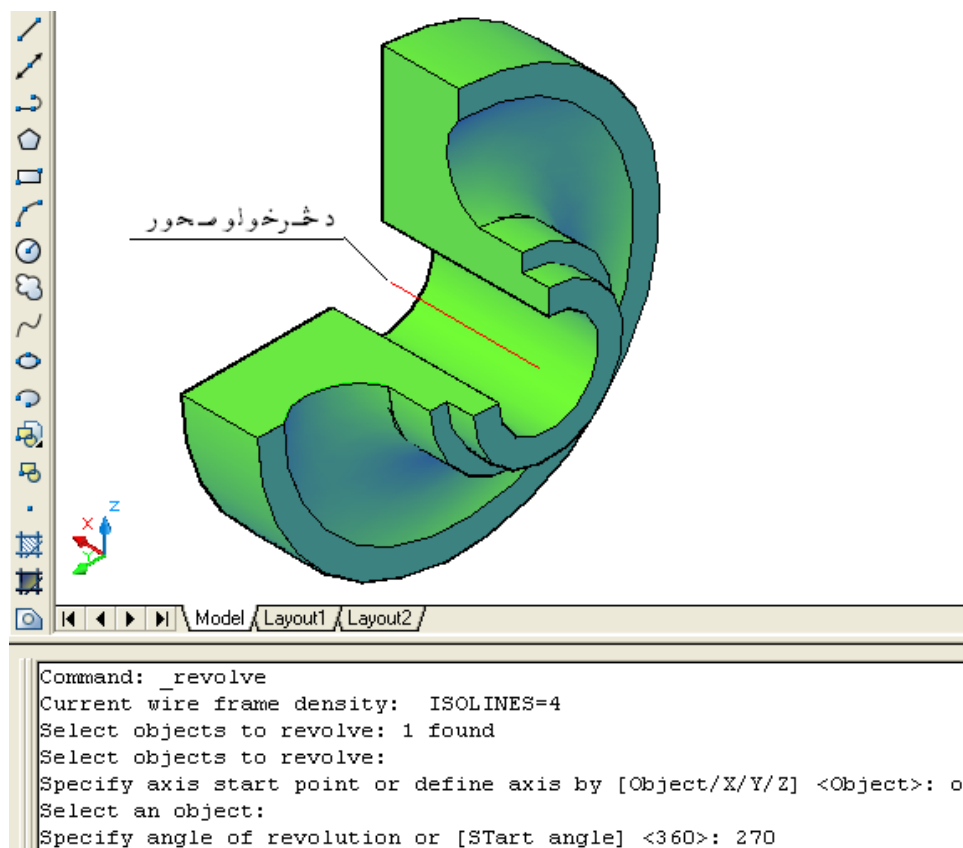 د څرخولو محور
X
Y
Z
Model
Layout1
Layout2
Command: _revolve
Current wire frame density:  ISOLINES=4
Select objects to revolve: 1 found
Select objects to revolve:
Specify axis start point or define axis by [Object/X/Y/Z] <Object>: o
Select an object:
Specify angle of revolution or [STart angle] <360>: 270